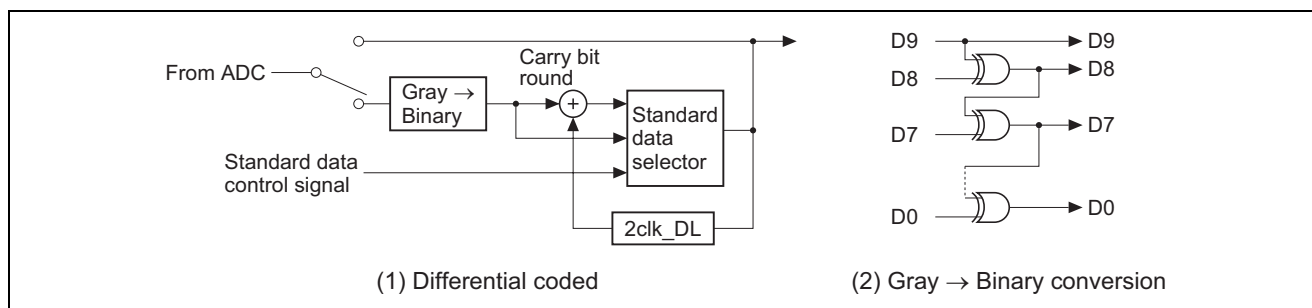 From ADC
Gray →
Binary
Carry bit
round
+
Standard
data
selector
Standard data
control signal
2clk_DL
(1) Differential coded
D9
D9
D8
D8
D7
D7
D0
D0
(2) Gray → Binary conversion